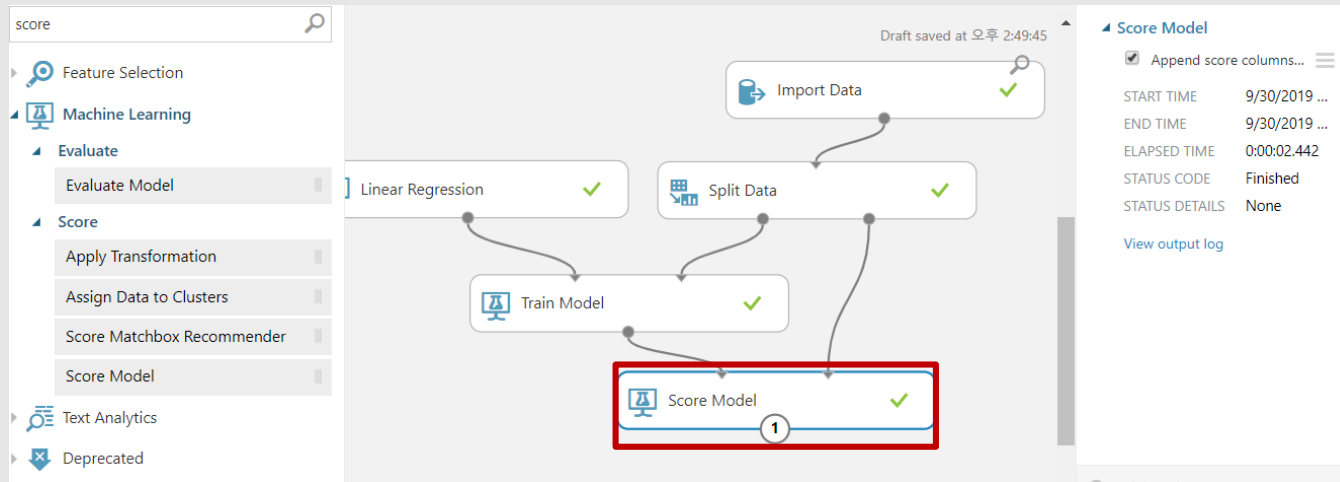 score
Feature Selection
Machine Learning
Evaluate
Evaluate Model
Score
Apply Transformation
Assign Data to Clusters
Score Matchbox Recommender
Score Model
Text Analytics
Deprecated
Draft saved at 오후 2:49:45
Import Data
Linear Regression
Split Data
Train Model
Score Model
1
Score Model
Append score columns...
START TIME 9/30/2019 ...
END TIME 9/30/2019 ...
ELAPSED TIME 0:00:02.442
STATUS CODE Finished
STATUS DETAILS None
View output log